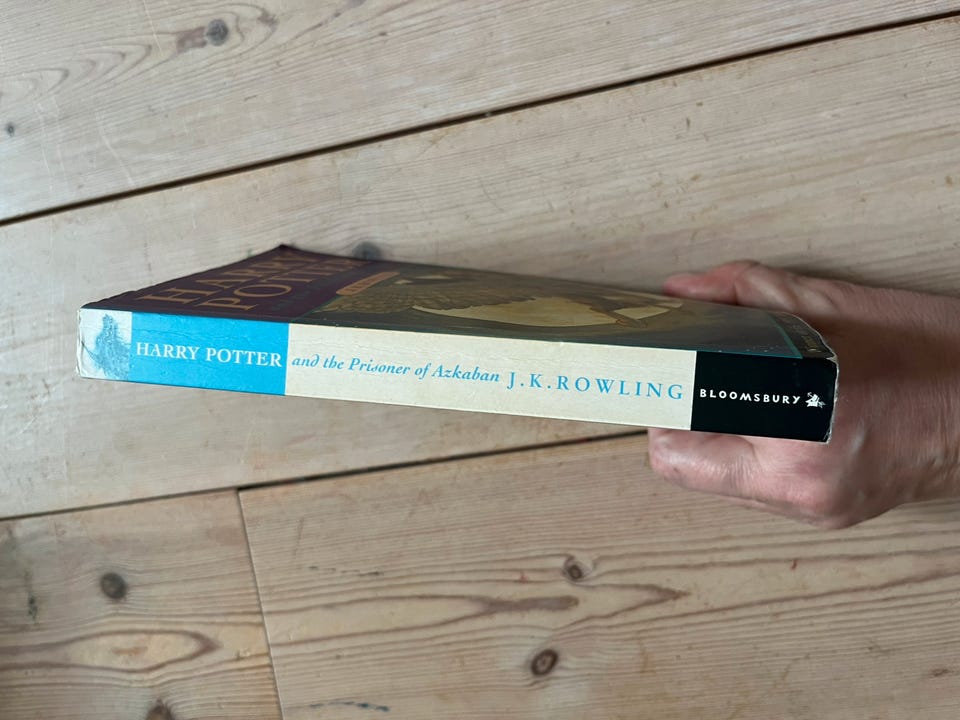 HARRY
POTTER
HARRY POTTER and the Prisoner of Azkaban J.K.ROWLING BLOOMSBURY